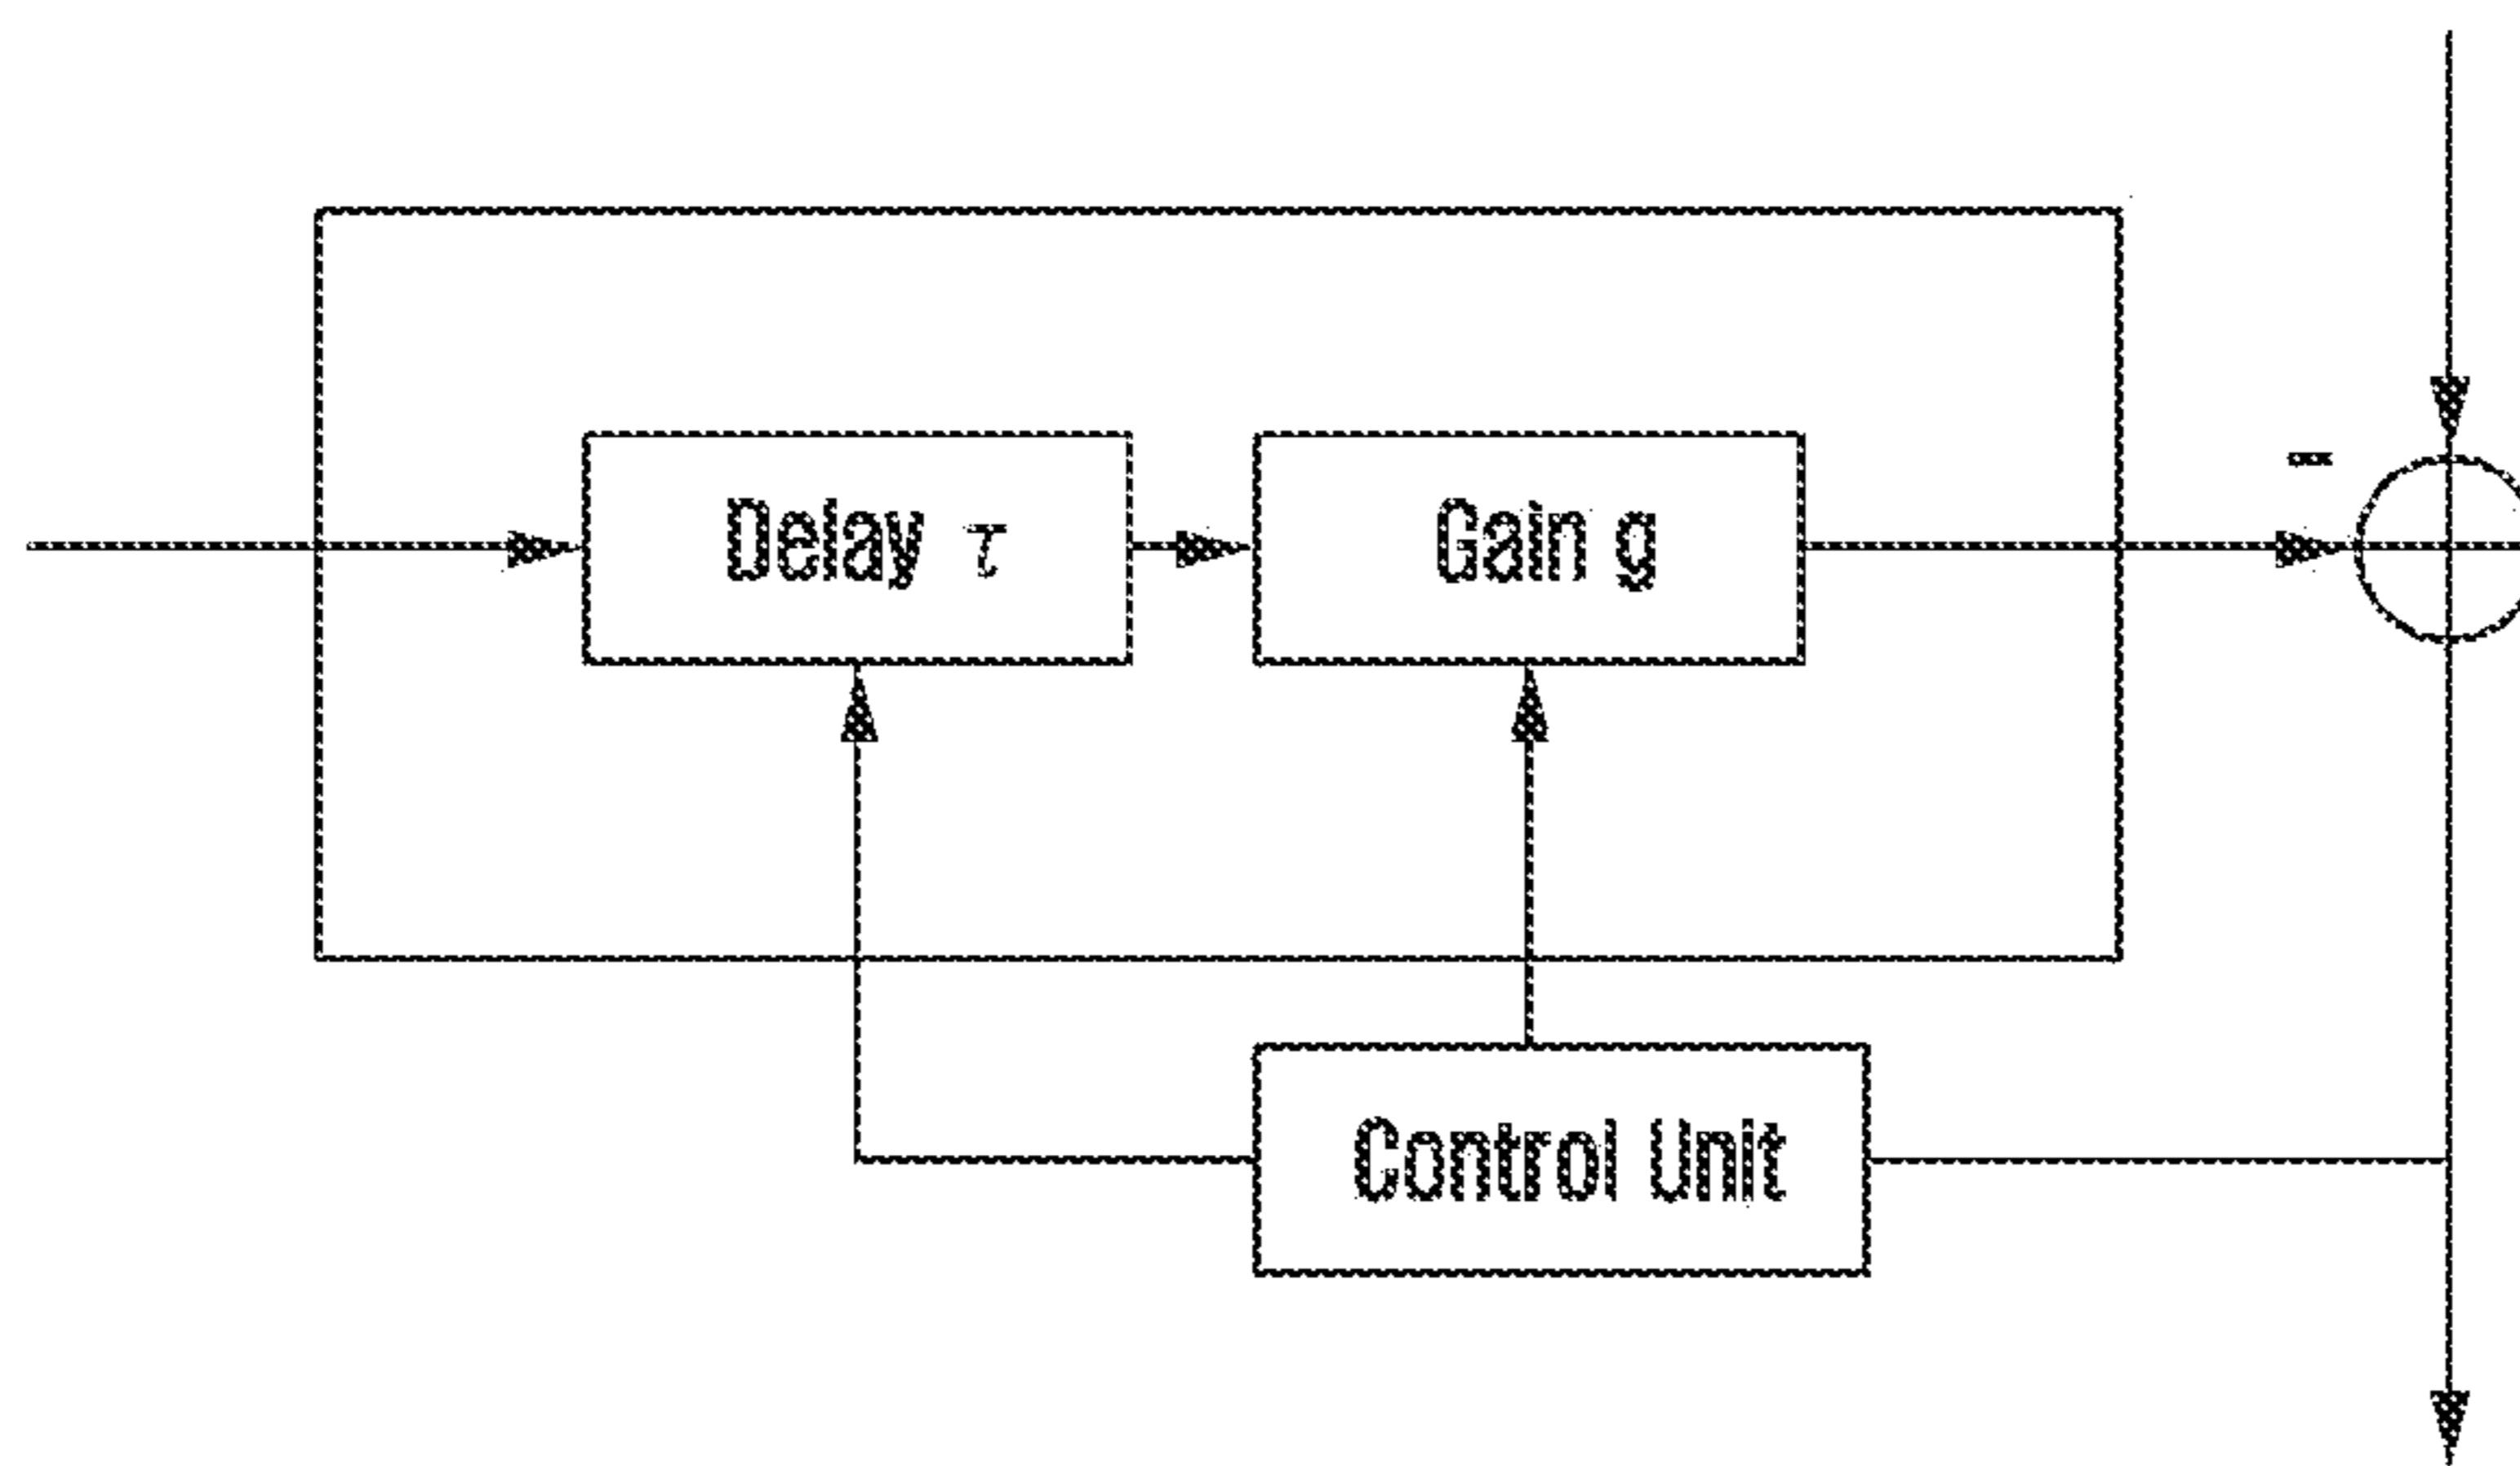 Delay τ
Gain g
-
Control Unit